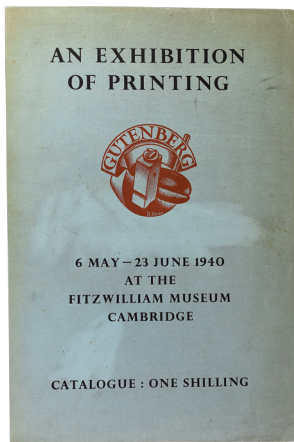 AN EXHIBITION
OF PRINTING
GUTENBERG
6 MAY – 23 JUNE 1940
AT THE
FITZWILLIAM MUSEUM
CAMBRIDGE
CATALOGUE : ONE SHILLING